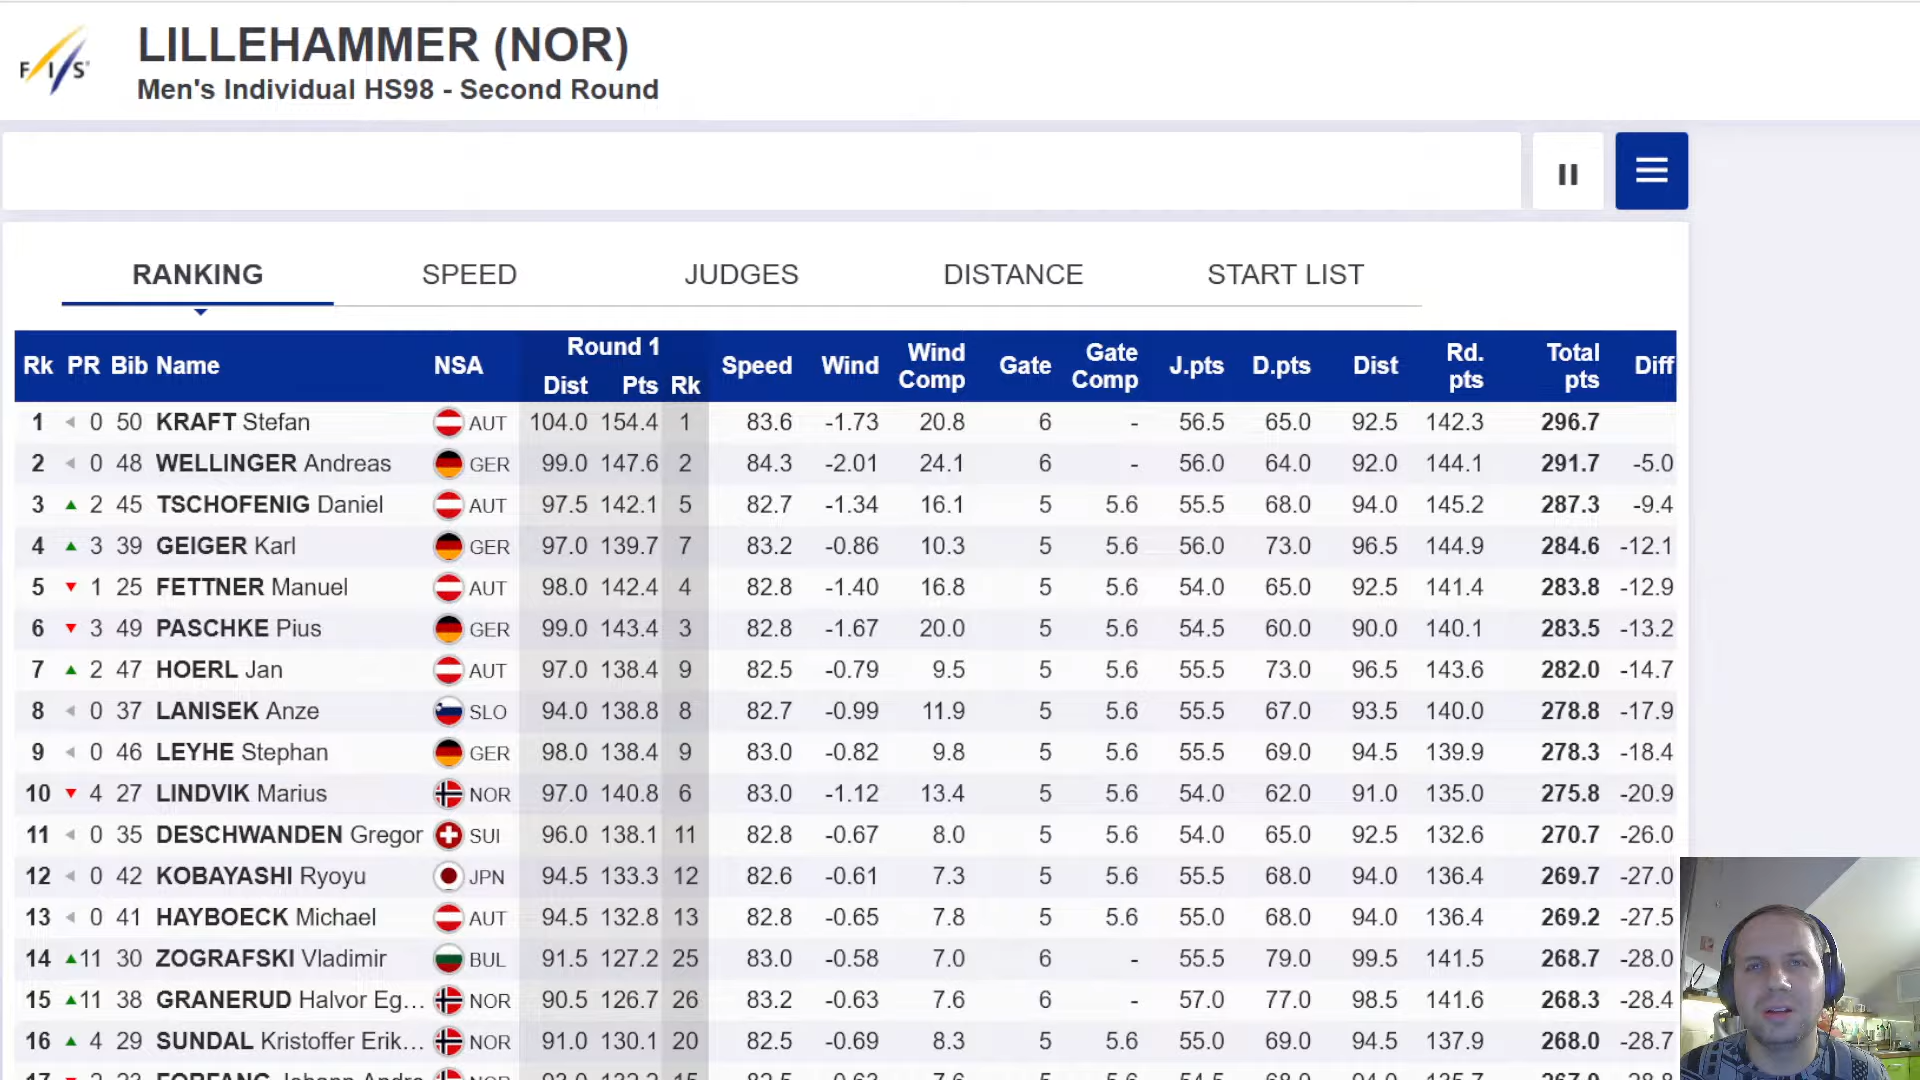 FIS
LILLEHAMMER (NOR)
Men's Individual HS98 - Second Round
RANKING SPEED JUDGES DISTANCE START LIST
Rk PR Bib Name NSA Round 1 Dist Pts Rk Speed Wind Wind Comp Gate Gate Comp J.pts D.pts Dist Rd. pts Total pts Diff
1 0 50 KRAFT Stefan AUT 104.0 154.4 1 83.6 -1.73 20.8 6 - 56.5 65.0 92.5 142.3 296.7
2 0 48 WELLINGER Andreas GER 99.0 147.6 2 84.3 -2.01 24.1 6 - 56.0 64.0 92.0 144.1 291.7 -5.0
3 2 45 TSCHOFENIG Daniel AUT 97.5 142.1 5 82.7 -1.34 16.1 5 5.6 55.5 68.0 94.0 145.2 287.3 -9.4
4 3 39 GEIGER Karl GER 97.0 139.7 7 83.2 -0.86 10.3 5 5.6 56.0 73.0 96.5 144.9 284.6 -12.1
5 1 25 FETTNER Manuel AUT 98.0 142.4 4 82.8 -1.40 16.8 5 5.6 54.0 65.0 92.5 141.4 283.8 -12.9
6 3 49 PASCHKE Pius GER 99.0 143.4 3 82.8 -1.67 20.0 5 5.6 54.5 60.0 90.0 140.1 283.5 -13.2
7 2 47 HOERL Jan AUT 97.0 138.4 9 82.5 -0.79 9.5 5 5.6 55.5 73.0 96.5 143.6 282.0 -14.7
8 0 37 LANISEK Anze SLO 94.0 138.8 8 82.7 -0.99 11.9 5 5.6 55.5 67.0 93.5 140.0 278.8 -17.9
9 0 46 LEYHE Stephan GER 98.0 138.4 9 83.0 -0.82 9.8 5 5.6 55.5 69.0 94.5 139.9 278.3 -18.4
10 4 27 LINDVIK Marius NOR 97.0 140.8 6 83.0 -1.12 13.4 5 5.6 54.0 62.0 91.0 135.0 275.8 -20.9
11 0 35 DESCHWANDEN Gregor SUI 96.0 138.1 11 82.8 -0.67 8.0 5 5.6 54.0 65.0 92.5 132.6 270.7 -26.0
12 0 42 KOBAYASHI Ryoyu JPN 94.5 133.3 12 82.6 -0.61 7.3 5 5.6 55.5 68.0 94.0 136.4 269.7 -27.0
13 0 41 HAYBOECK Michael AUT 94.5 132.8 13 82.8 -0.65 7.8 5 5.6 55.0 68.0 94.0 136.4 269.2 -27.5
14 11 30 ZOGRAFSKI Vladimir BUL 91.5 127.2 25 83.0 -0.58 7.0 6 - 55.5 79.0 99.5 141.5 268.7 -28.0
15 11 38 GRANERUD Halvor Eg... NOR 90.5 126.7 26 83.2 -0.63 7.6 6 - 57.0 77.0 98.5 141.6 268.3 -28.4
16 4 29 SUNDAL Kristoffer Erik... NOR 91.0 130.1 20 82.5 -0.69 8.3 5 5.6 55.0 69.0 94.5 137.9 268.0 -28.7